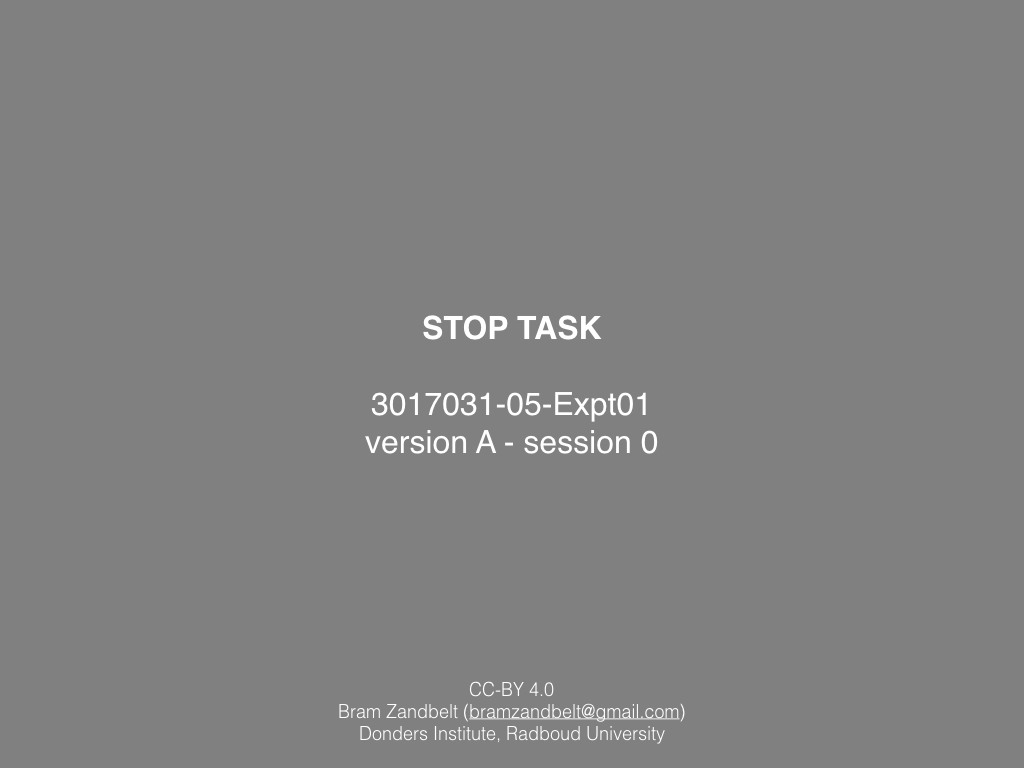 STOP TASK
3017031-05-Expt01
version A - session 0
CC-BY 4.0
Bram Zandbelt (bramzandbelt@gmail.com)
Donders Institute, Radboud University